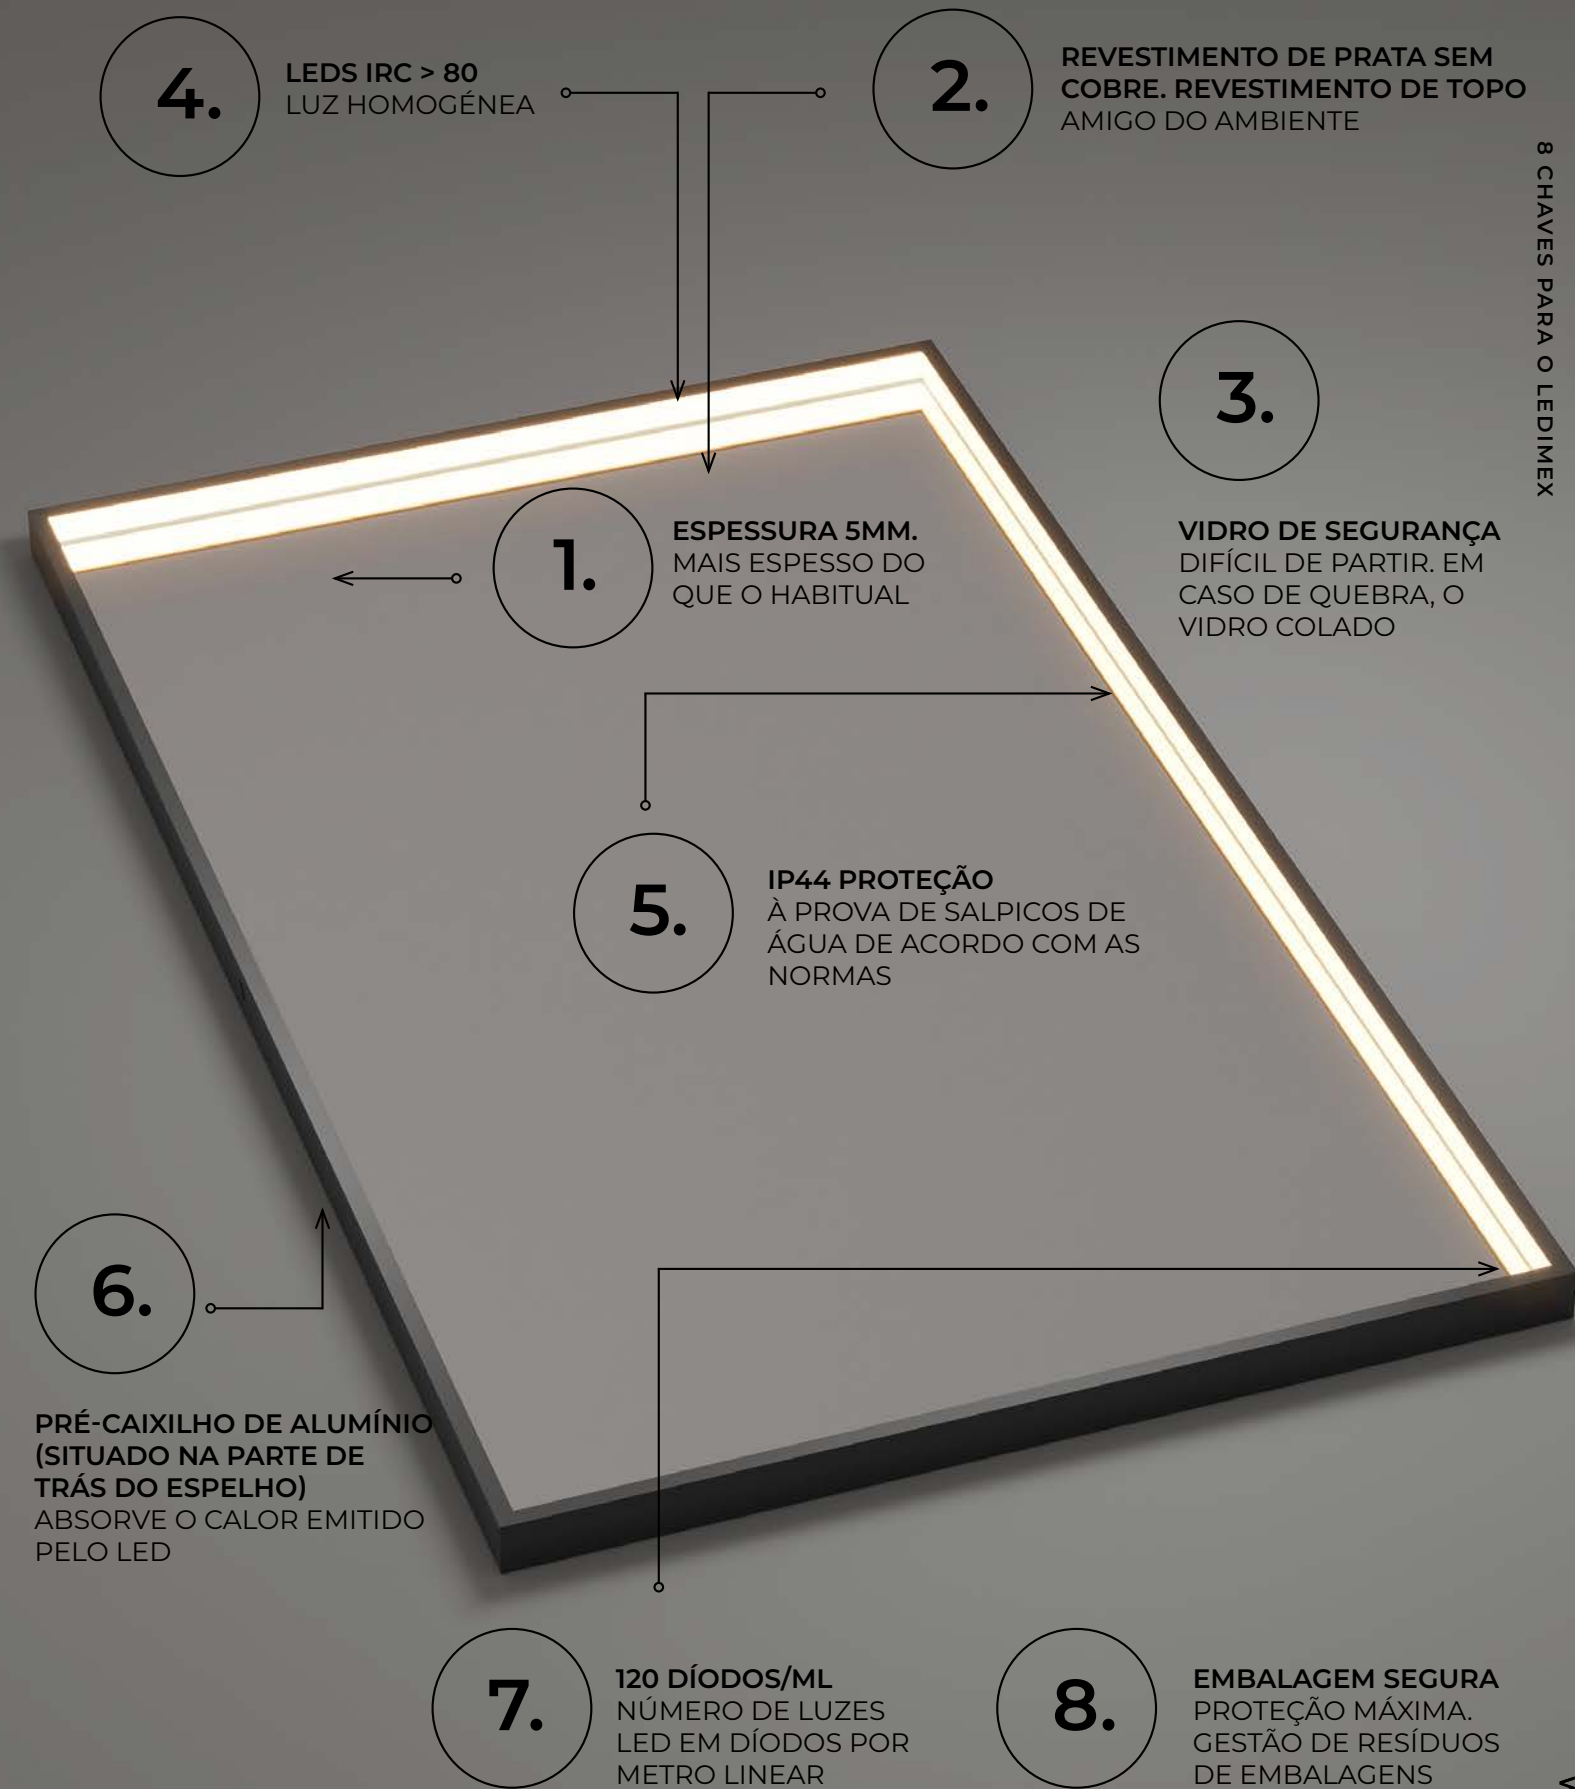 4.
LEDS IRC > 80
LUZ HOMOGÉNEA
2.
REVESTIMENTO DE PRATA SEM
COBRE. REVESTIMENTO DE TOPO
AMIGO DO AMBIENTE
8 CHAVES PARA O LEDIMEX
3.
VIDRO DE SEGURANÇA
DIFÍCIL DE PARTIR. EM
CASO DE QUEBRA, O
VIDRO COLADO
1.
ESPESSURA 5MM.
MAIS ESPESSO DO
QUE O HABITUAL
5.
IP44 PROTEÇÃO
À PROVA DE SALPICOS DE
ÁGUA DE ACORDO COM AS
NORMAS
6.
PRÉ-CAIXILHO DE ALUMÍNIO
(SITUADO NA PARTE DE
TRÁS DO ESPELHO)
ABSORVE O CALOR EMITIDO
PELO LED
7.
120 DÍODOS/ML
NÚMERO DE LUZES
LED EM DÍODOS POR
METRO LINEAR
8.
EMBALAGEM SEGURA
PROTEÇÃO MÁXIMA.
GESTÃO DE RESÍDUOS
DE EMBALAGENS